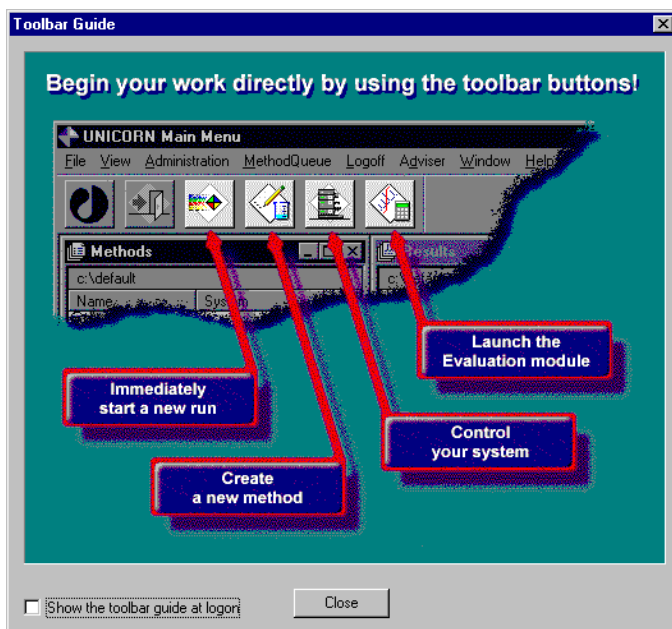 Toolbar Guide
Begin your work directly by using the toolbar buttons!
UNICORN Main Menu
File View Administration MethodQueue Logoff Adviser Window Help
Methods
Results
c:\default
c:\
Name
System
Launch the
Evaluation module
Immediately
start a new run
Control
your system
Create
a new method
Show the toolbar guide at logon
Close